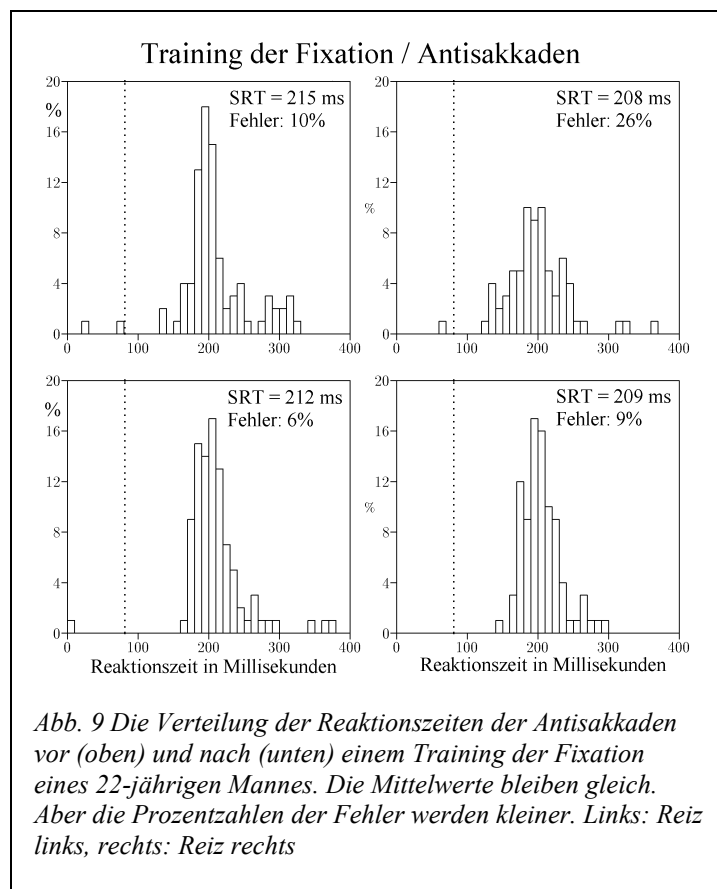 Training der Fixation / Antisakkaden
20
%
16
12
8
4
0
SRT = 215 ms
Fehler: 10%
0 100 200 300 400
20
16
12
%
8
4
0
SRT = 208 ms
Fehler: 26%
0 100 200 300 400
20
%
16
12
8
4
0
SRT = 212 ms
Fehler: 6%
0 100 200 300 400
Reaktionszeit in Millisekunden
20
16
12
%
8
4
0
SRT = 209 ms
Fehler: 9%
0 100 200 300 400
Reaktionszeit in Millisekunden
Abb. 9 Die Verteilung der Reaktionszeiten der Antisakkaden
vor (oben) und nach (unten) einem Training der Fixation
eines 22-jährigen Mannes. Die Mittelwerte bleiben gleich.
Aber die Prozentzahlen der Fehler werden kleiner. Links: Reiz
links, rechts: Reiz rechts